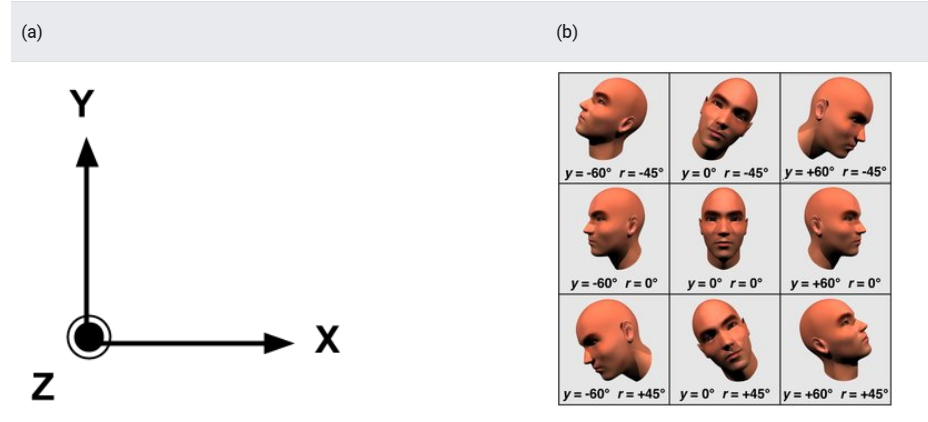 (a)
(b)
Y
X
Z
y = -60° r = -45°
y = 0° r = -45°
y = +60° r = -45°
y = -60° r = 0°
y = 0° r = 0°
y = +60° r = 0°
y = -60° r = +45°
y = 0° r = +45°
y = +60° r = +45°